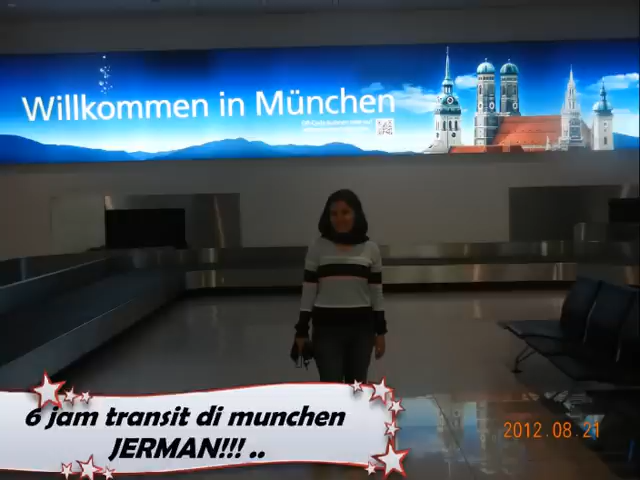 Willkommen in München
6 jam transit di munchen
JERMAN!!! ..
2012.08.21